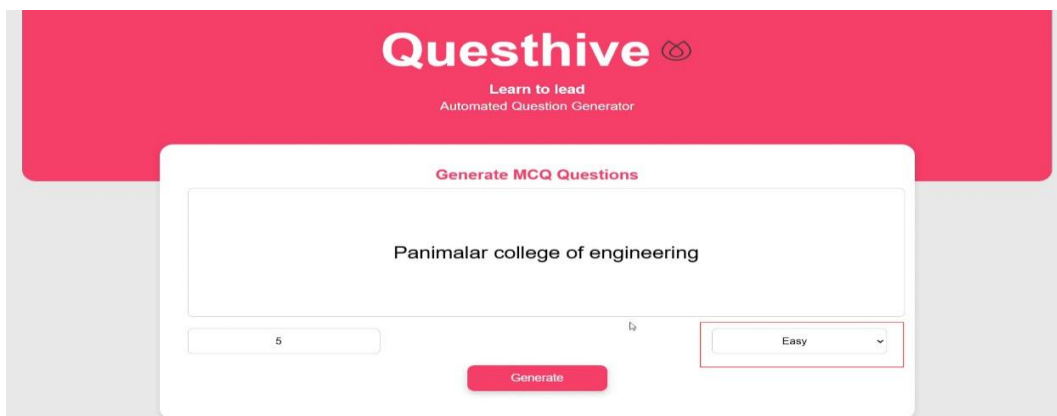 Questhive
Learn to lead
Automated Question Generator
Generate MCQ Questions
Panimalar college of engineering
5
Easy
Generate